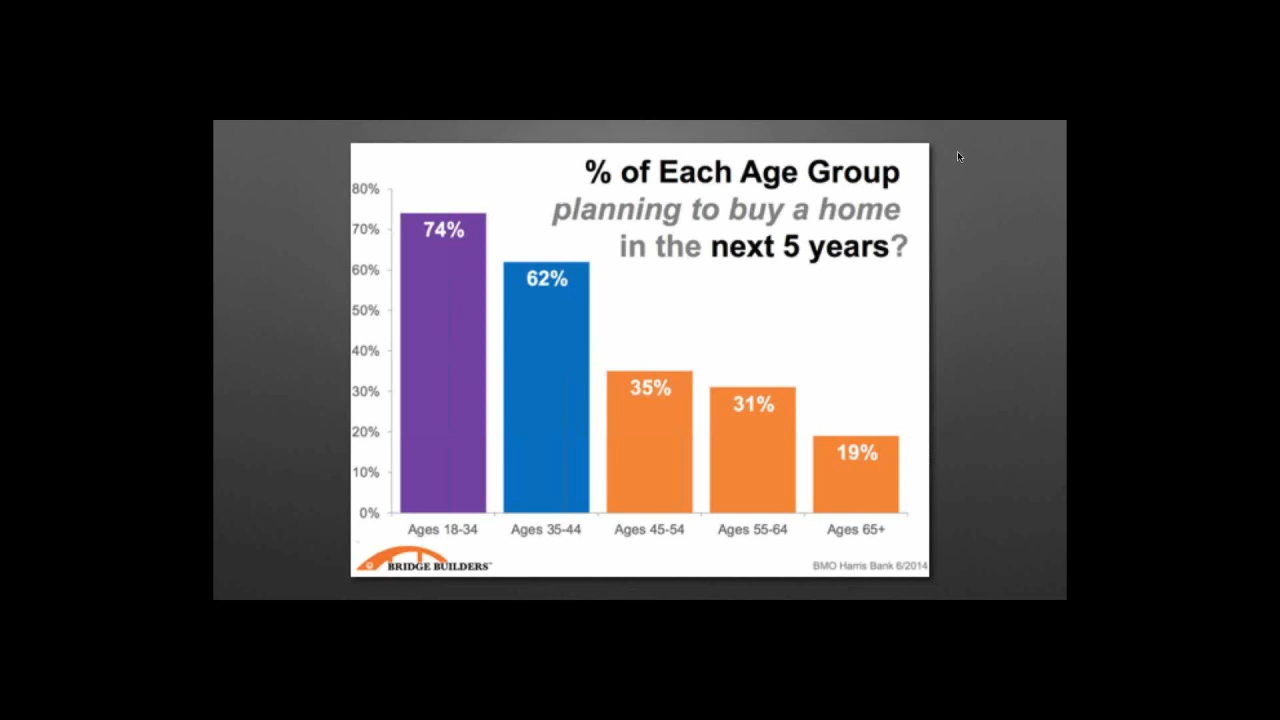 % of Each Age Group
planning to buy a home
in the next 5 years?
80%
70%
60%
50%
40%
30%
20%
10%
0%
74%
62%
35%
31%
19%
Ages 18-34 Ages 35-44 Ages 45-54 Ages 55-64 Ages 65+
BRIDGE BUILDERS™
BMO Harris Bank 6/2014